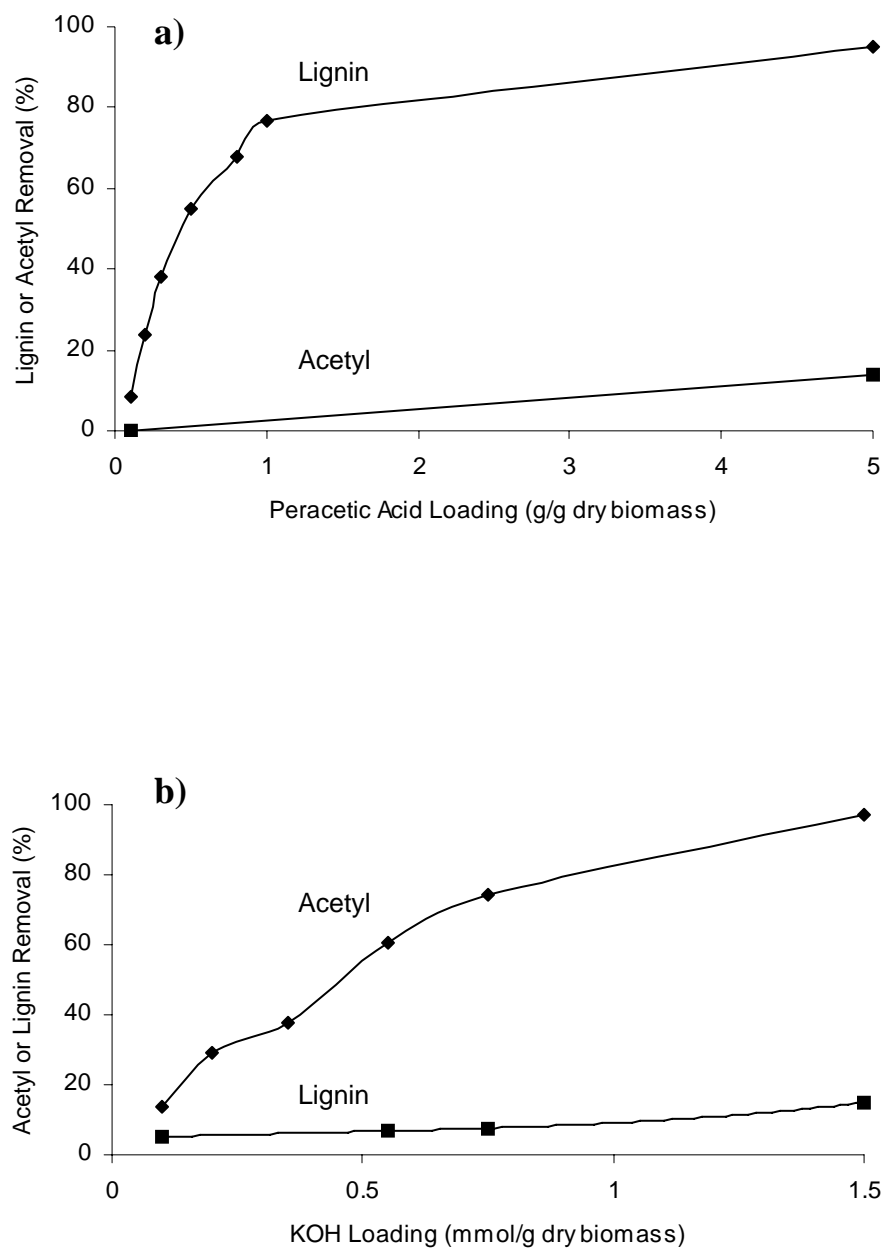 a)
Lignin or Acetyl Removal (%)
100
80
60
40
20
0
Lignin
Acetyl
0 1 2 3 4 5
Peracetic Acid Loading (g/g dry biomass)
b)
Acetyl or Lignin Removal (%)
100
80
60
40
20
0
Acetyl
Lignin
0 0.5 1 1.5
KOH Loading (mmol/g dry biomass)